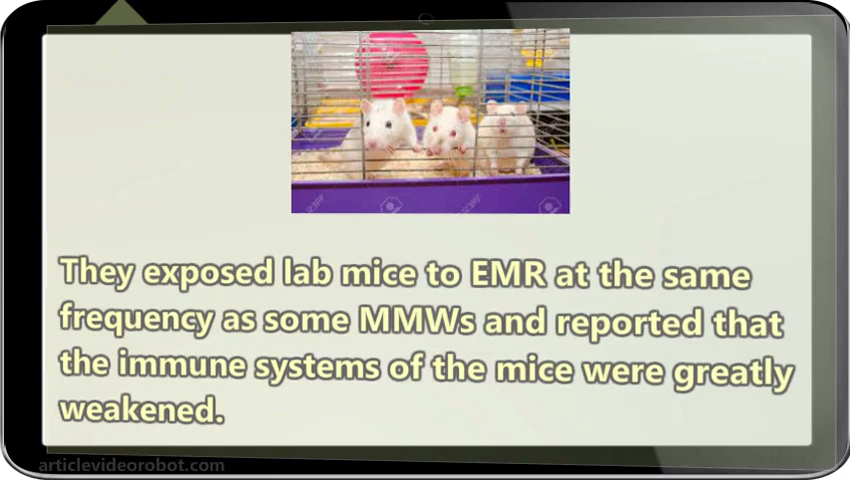 They exposed lab mice to EMR at the same
frequency as some MMWs and reported that
the immune systems of the mice were greatly
weakened.
articlevideorobot.com